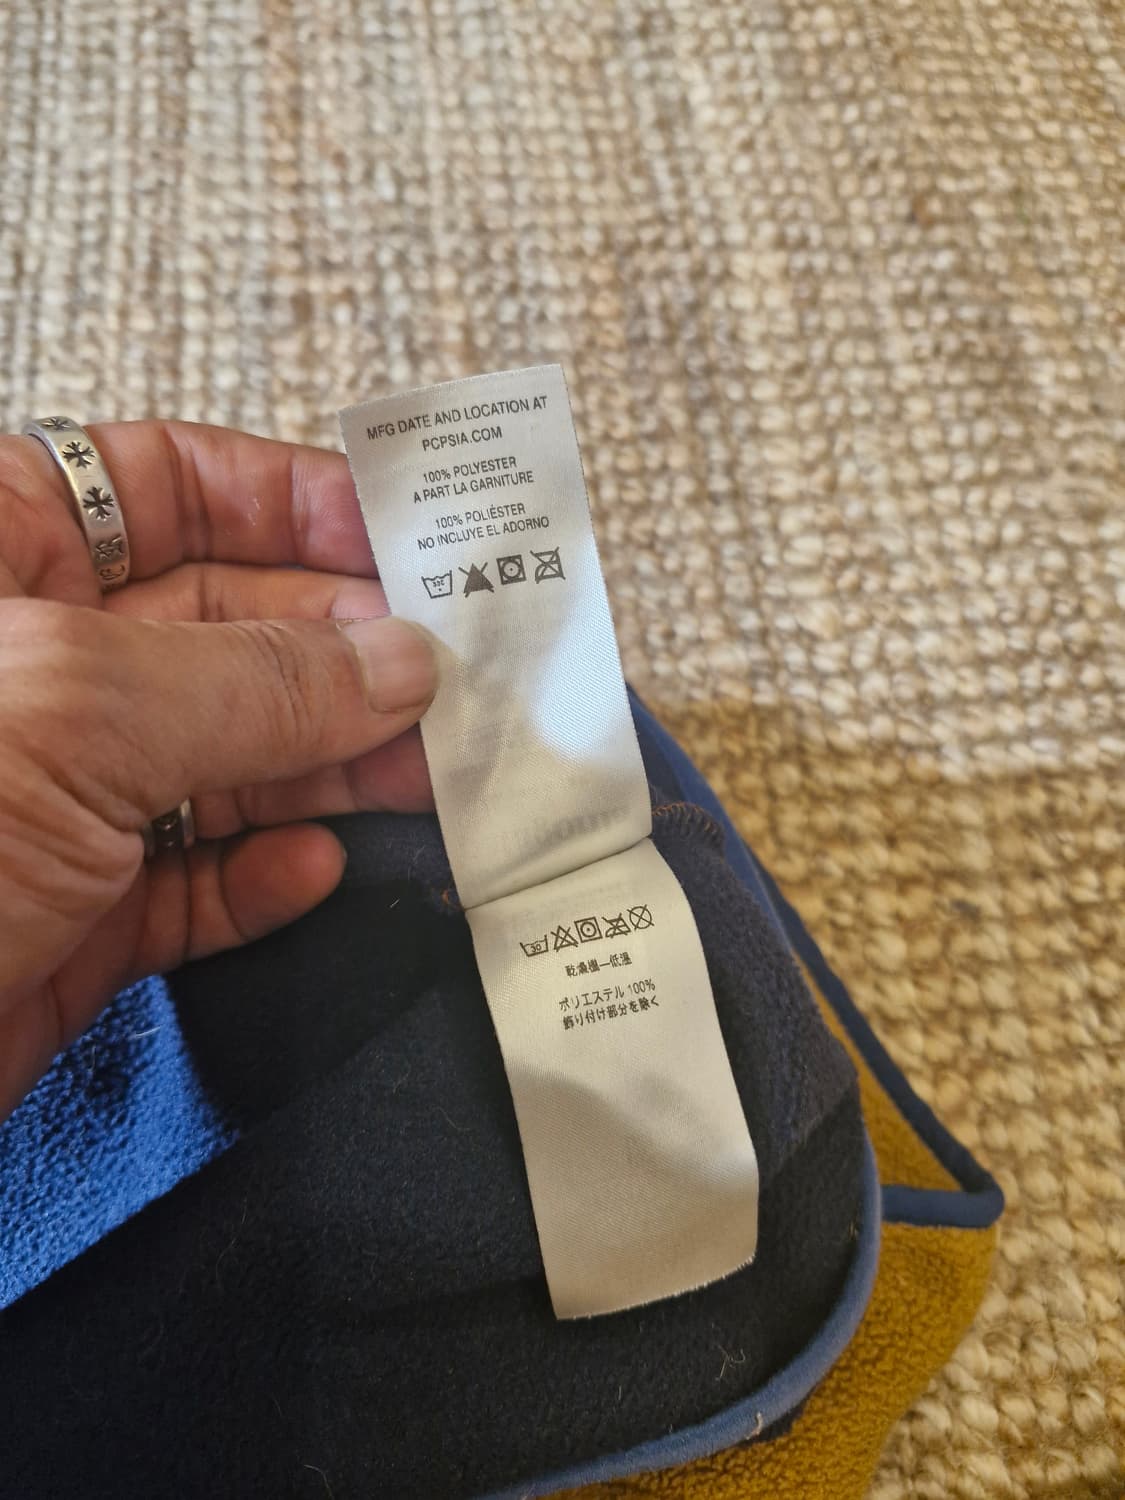 MFG DATE AND LOCATION AT
PCPSIA.COM
100% POLYESTER
A PART LA GARNITURE
100% POLIÉSTER
NO INCLUYE EL ADORNO
30
乾燥機—低温
ポリエステル 100%
飾り付け部分を除く